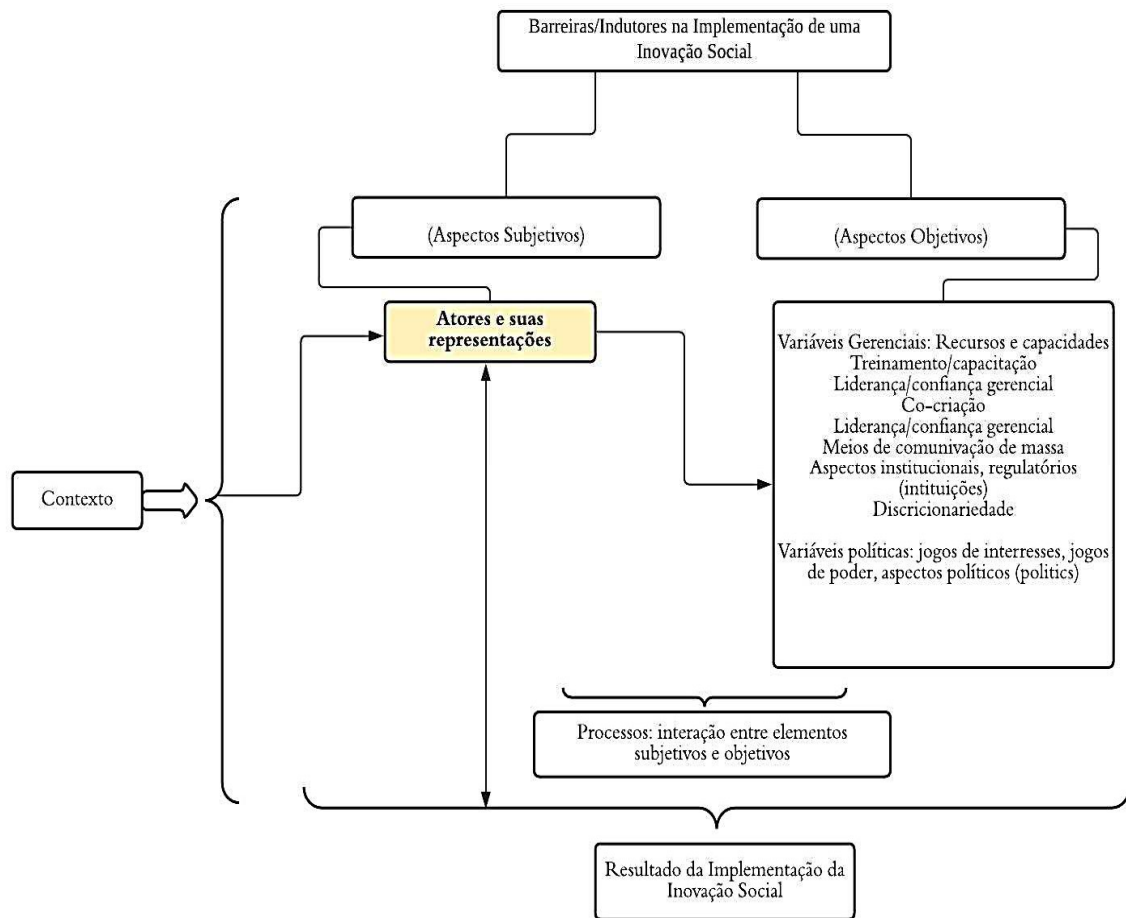 Barreiras/Indutores na Implementação de uma
Inovação Social
(Aspectos Subjetivos)
(Aspectos Objetivos)
Atores e suas
representações
Variáveis Gerenciais: Recursos e capacidades
Treinamento/capacitação
Liderança/confiança gerencial
Co-criação
Liderança/confiança gerencial
Meios de comunivação de massa
Aspectos institucionais, regulatórios
(intituições)
Discricionariedade
Variáveis políticas: jogos de interresses, jogos
de poder, aspectos políticos (politics)
Contexto
Processos: interação entre elementos
subjetivos e objetivos
Resultado da Implementação da
Inovação Social